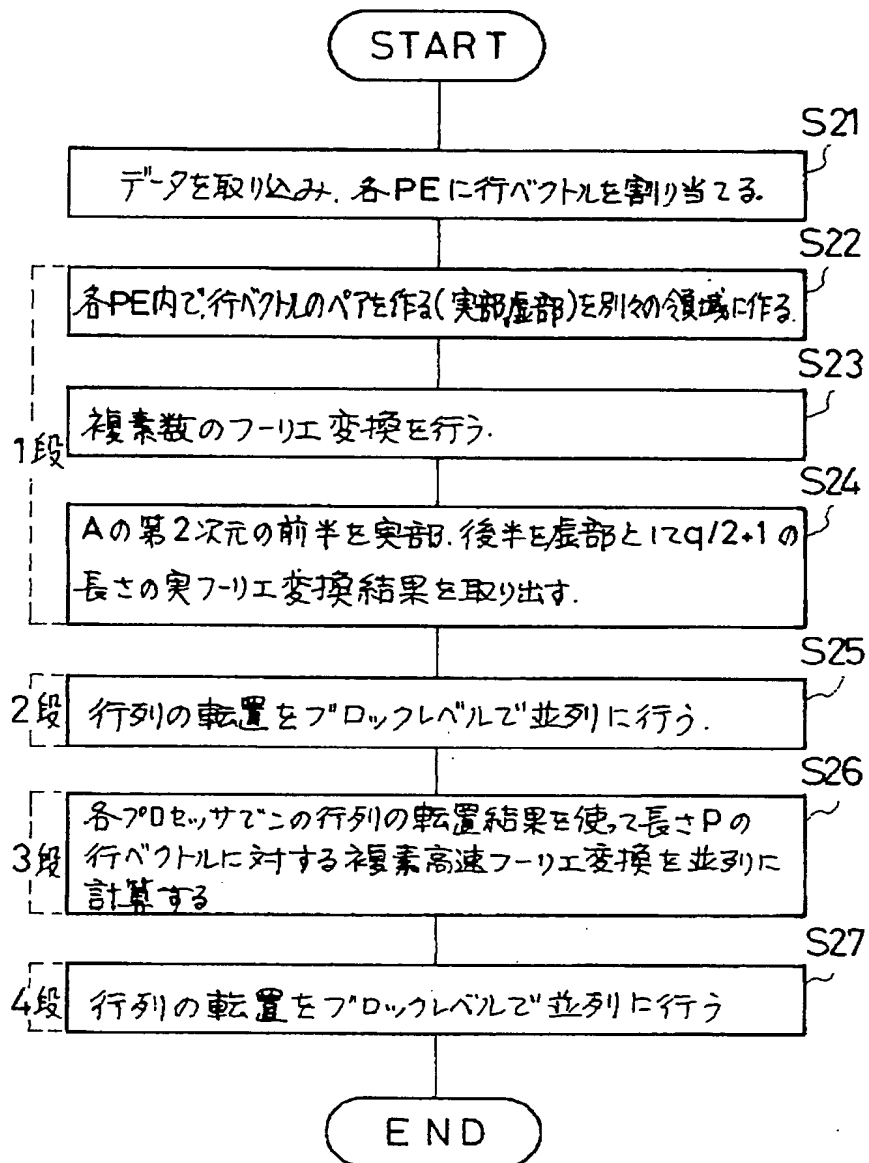 START
S21
データを取り込み, 各PEに行ベクトルを割り当てる.
S22
各PE内で,行ベクトルのペアを作る(実部,虚部)を別々の領域に作る.
S23
複素数のフーリエ変換を行う.
1段
S24
Aの第2次元の前半を実部, 後半を虚部としてq/2+1の
長さの実フーリエ変換結果を取り出す.
S25
2段
行列の転置をブロックレベルで並列に行う.
S26
3段
各プロセッサでこの行列の転置結果を使って長さPの
行ベクトルに対する複素高速フーリエ変換を並列に
計算する
S27
4段
行列の転置をブロックレベルで並列に行う
END